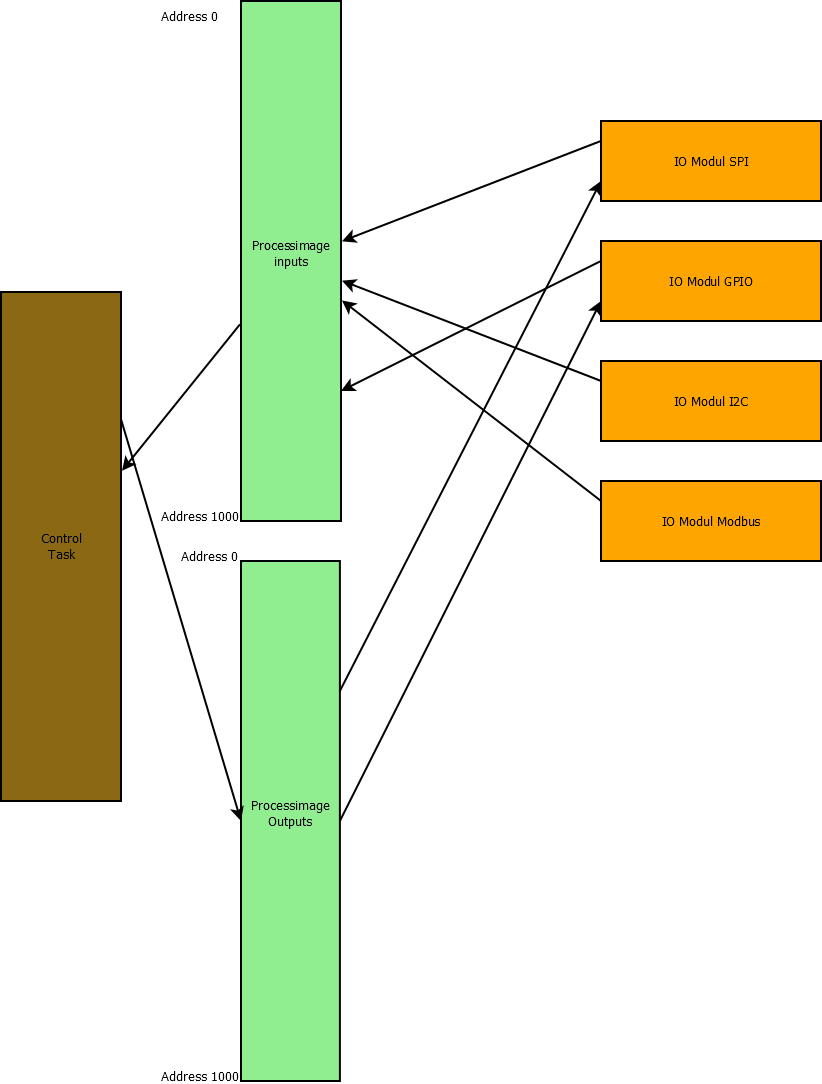 Address 0
IO Modul SPI
Processimage
inputs
IO Modul GPIO
IO Modul I2C
Address 1000
IO Modul Modbus
Control
Task
Address 0
Processimage
Outputs
Address 1000